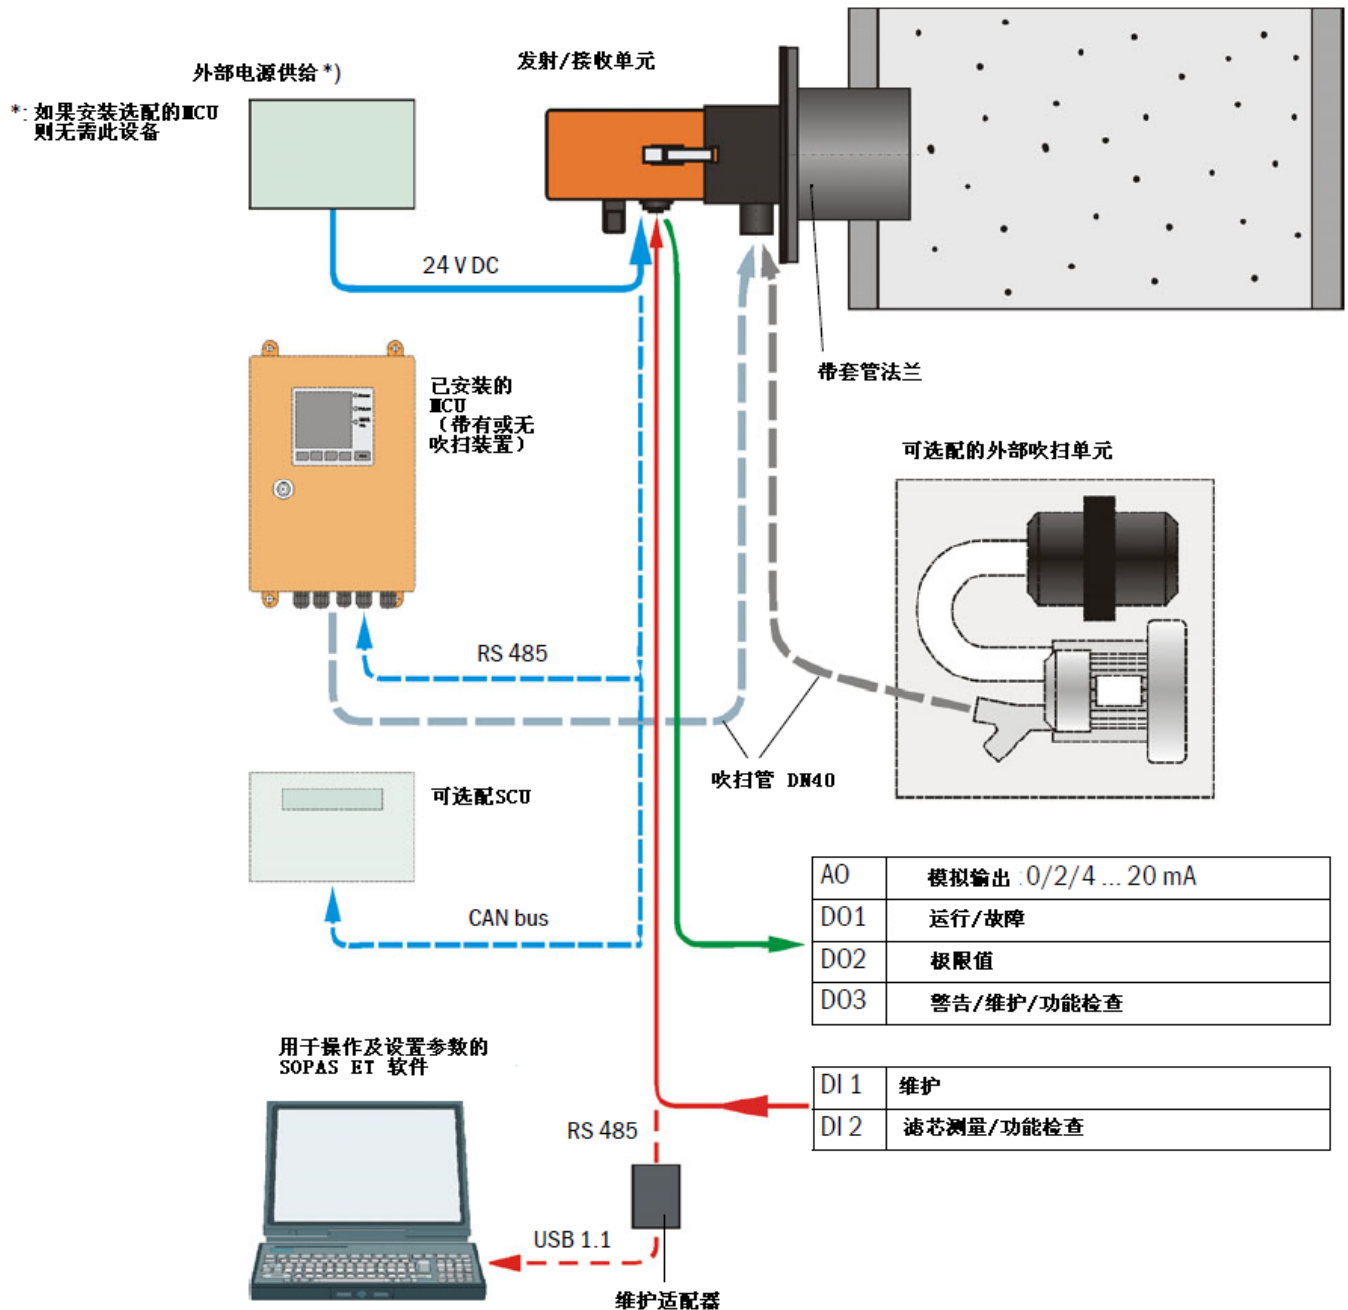 外部电源供给*)
*: 如果安装选配的MCU
则无需此设备
发射/接收单元
24 V DC
带套管法兰
已安装的
MCU
（带有或无
吹扫装置）
可选配的外部吹扫单元
RS 485
吹扫管 DN40
可选配SCU
CAN bus
AO 模拟输出 :0/2/4 ... 20 mA
DO1 运行/故障
DO2 极限值
DO3 警告/维护/功能检查
用于操作及设置参数的
SOPAS ET 软件
DI 1 维护
DI 2 滤芯测量/功能检查
RS 485
USB 1.1
维护适配器